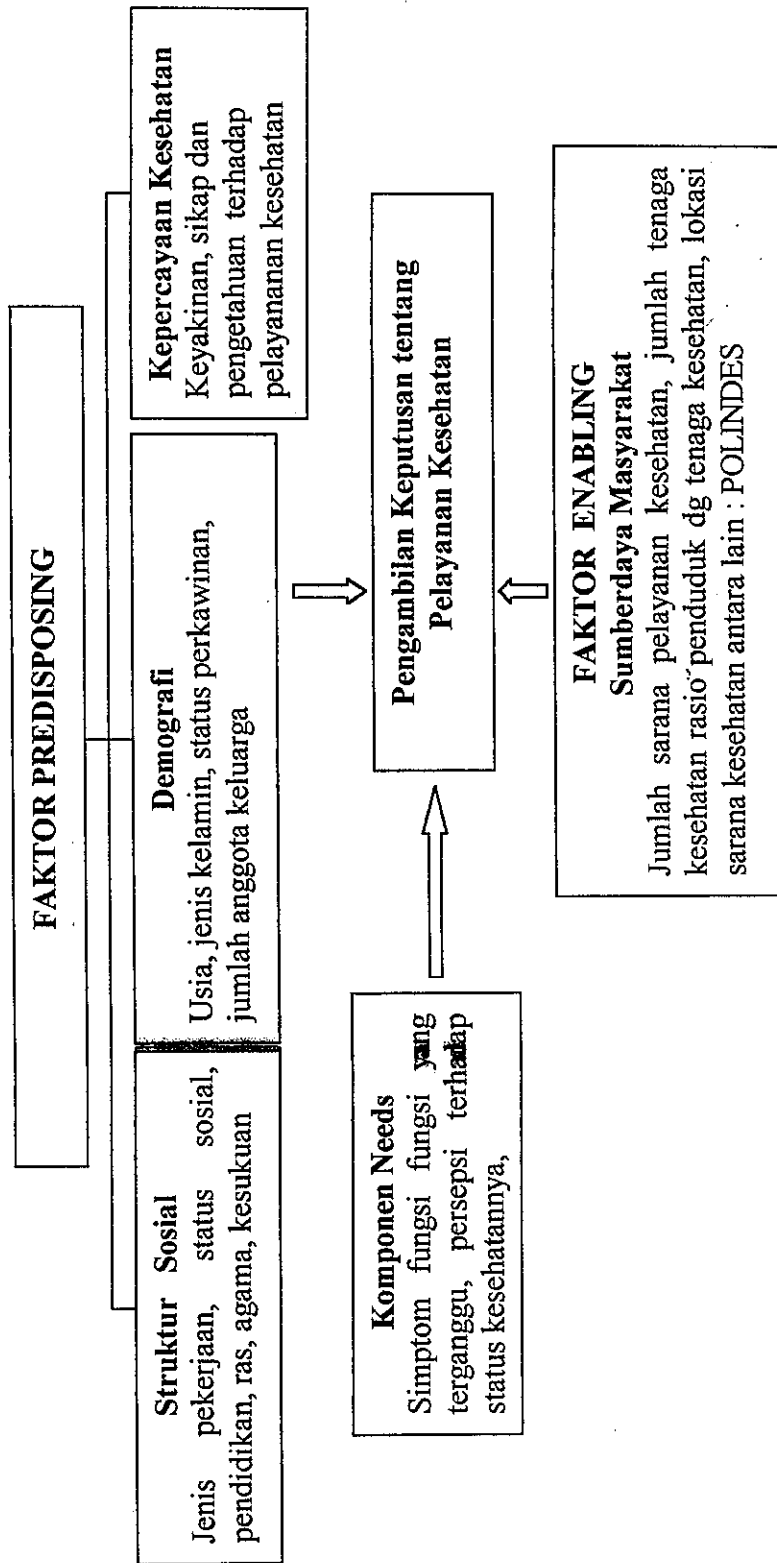 FAKTOR PREDISPOSING
Struktur Sosial
Jenis pekerjaan, status sosial,
pendidikan, ras, agama, kesukuan
Demografi
Usia, jenis kelamin, status perkawinan,
jumlah anggota keluarga
Kepercayaan Kesehatan
Keyakinan, sikap dan
pengetahuan terhadap
pelayananan kesehatan
Komponen Needs
Simptom fungsi fungsi yang
terganggu, persepsi terhadap
status kesehatannya,
Pengambilan Keputusan tentang
Pelayanan Kesehatan
FAKTOR ENABLING
Sumberdaya Masyarakat
Jumlah sarana pelayanan kesehatan, jumlah tenaga
kesehatan rasio penduduk dg tenaga kesehatan, lokasi
sarana kesehatan antara lain : POLINDES